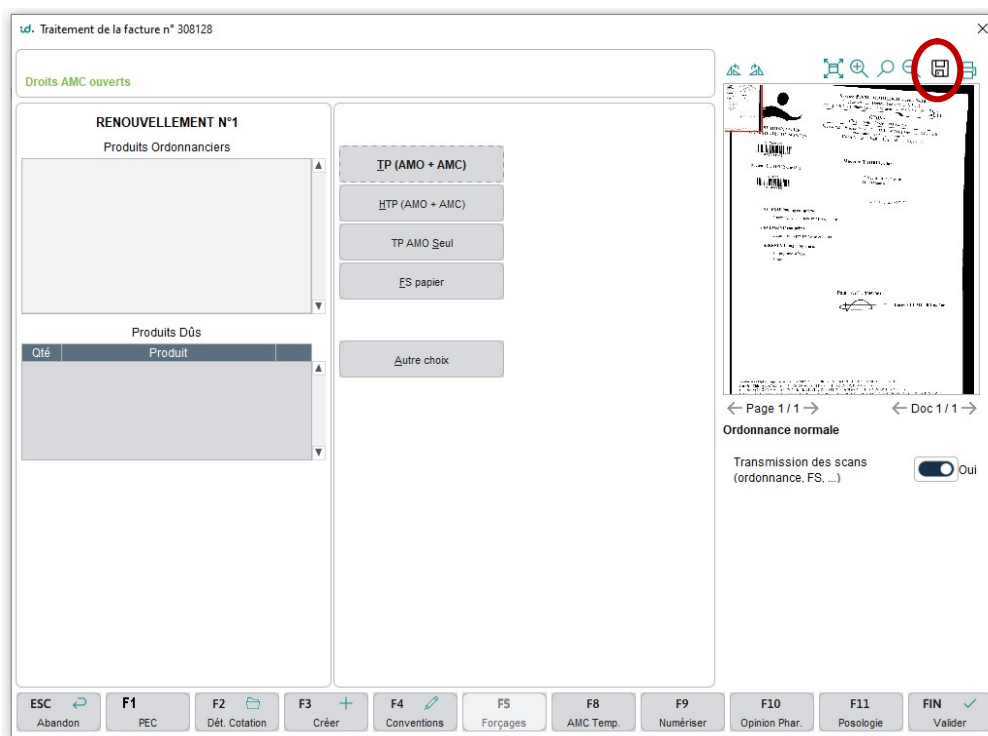 id. Traitement de la facture n° 308128
Droits AMC ouverts
RENOUVELLEMENT N°1
Produits Ordonnanciers
Produits Dûs
Qté Produit
TP (AMO + AMC)
HTP (AMO + AMC)
TP AMO Seul
FS papier
Autre choix
Page 1 / 1
Doc 1 / 1
Ordonnance normale
Transmission des scans
(ordonnance, FS, ...)
Oui
ESC Abandon
F1 PEC
F2 Dét. Cotation
F3 Créer
F4 Conventions
F5 Forçages
F8 AMC Temp.
F9 Numériser
F10 Opinion Phar.
F11 Posologie
FIN Valider